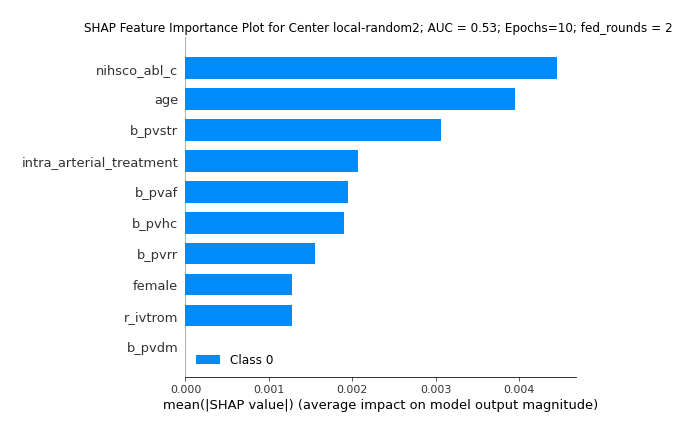 SHAP Feature Importance Plot for Center local-random2; AUC = 0.53; Epochs=10; fed_rounds = 2
nihsco_abl_c
age
b_pvstr
intra_arterial_treatment
b_pvaf
b_pvhc
b_pvrr
female
r_ivtrom
b_pvdm
Class 0
0.000 0.001 0.002 0.003 0.004
mean(|SHAP value|) (average impact on model output magnitude)